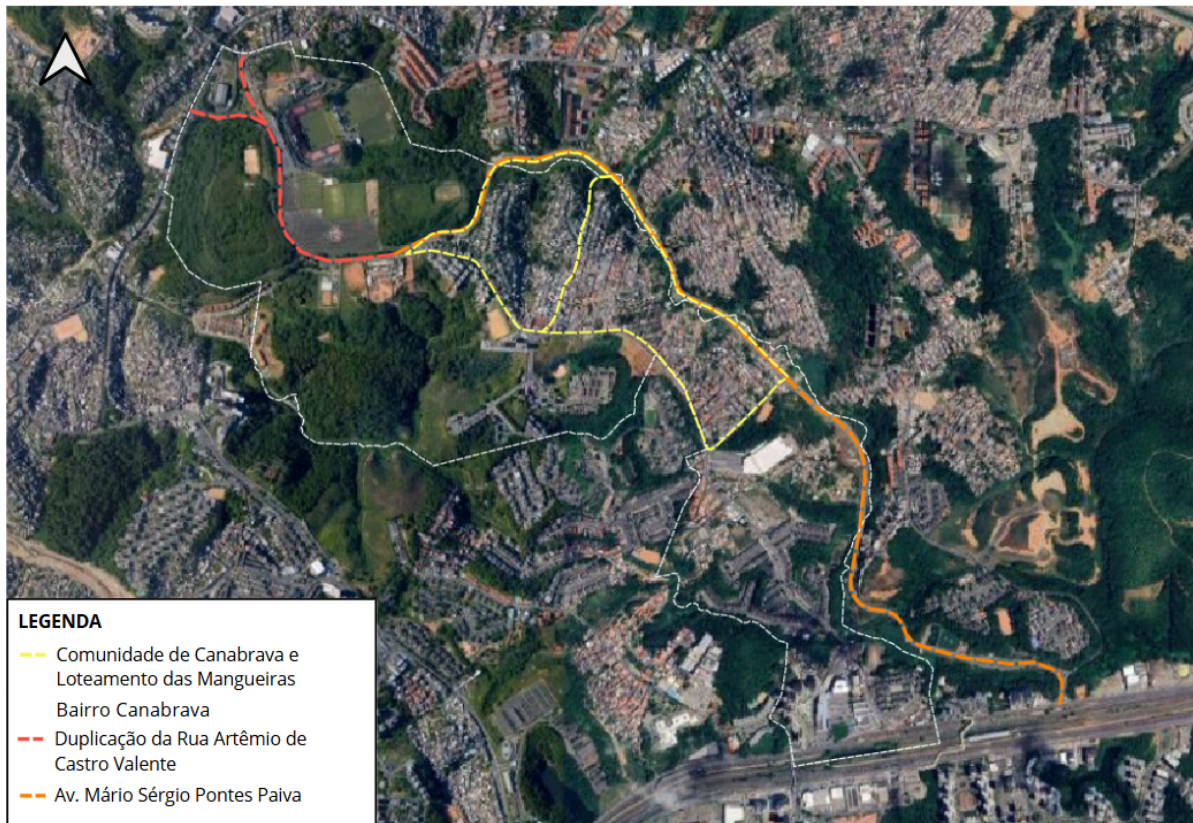 LEGENDA
Comunidade de Canabrava e
Loteamento das Mangueiras
Bairro Canabrava
Duplicação da Rua Artêmio de
Castro Valente
Av. Mário Sérgio Pontes Paiva